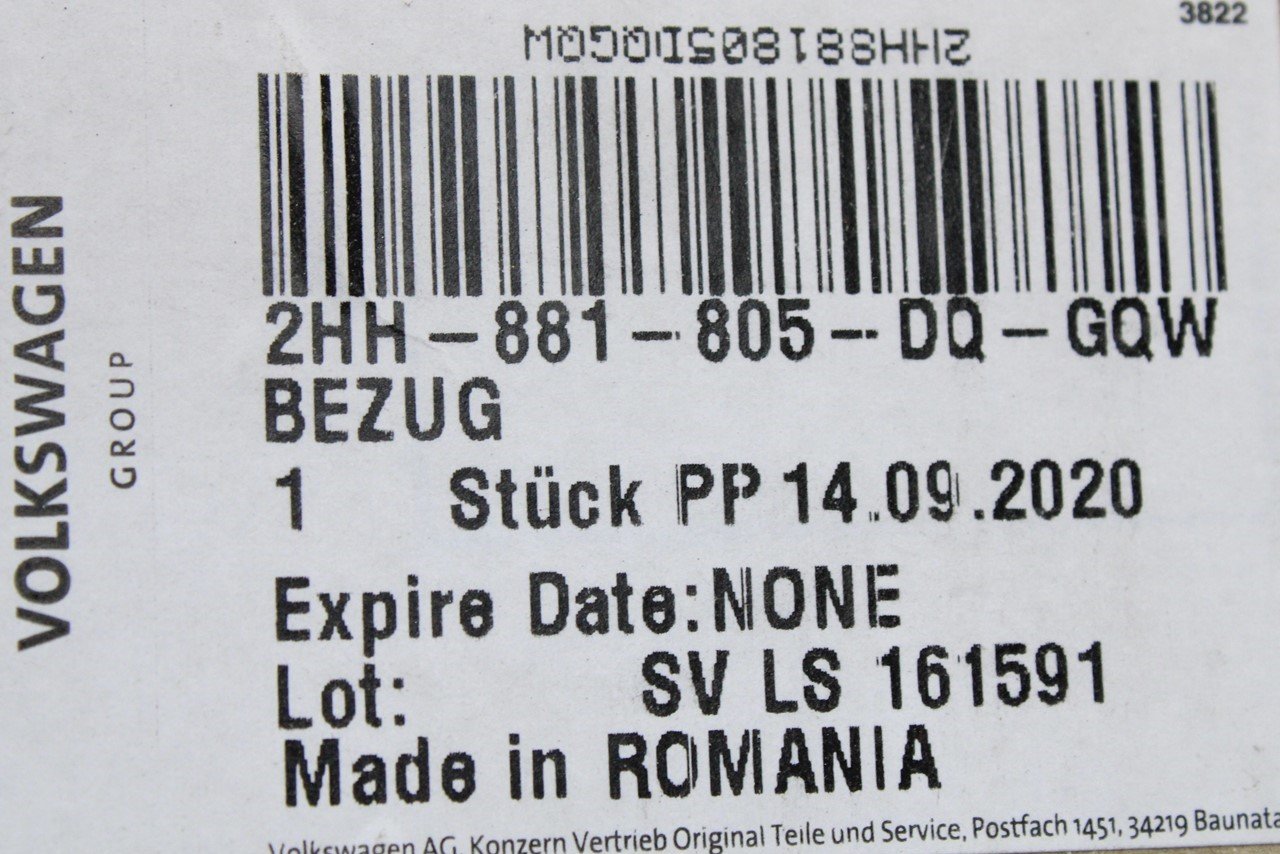 3822
2HH881805DQGQW
2HH-881-805--DQ-GQW
BEZUG
1 Stück PP 14.09.2020
Expire Date:NONE
Lot: SV LS 161591
Made in ROMANIA
Volkswagen AG, Konzern Vertrieb Original Teile und Service, Postfach 1451, 34219 Baunata
VOLKSWAGEN
GROUP